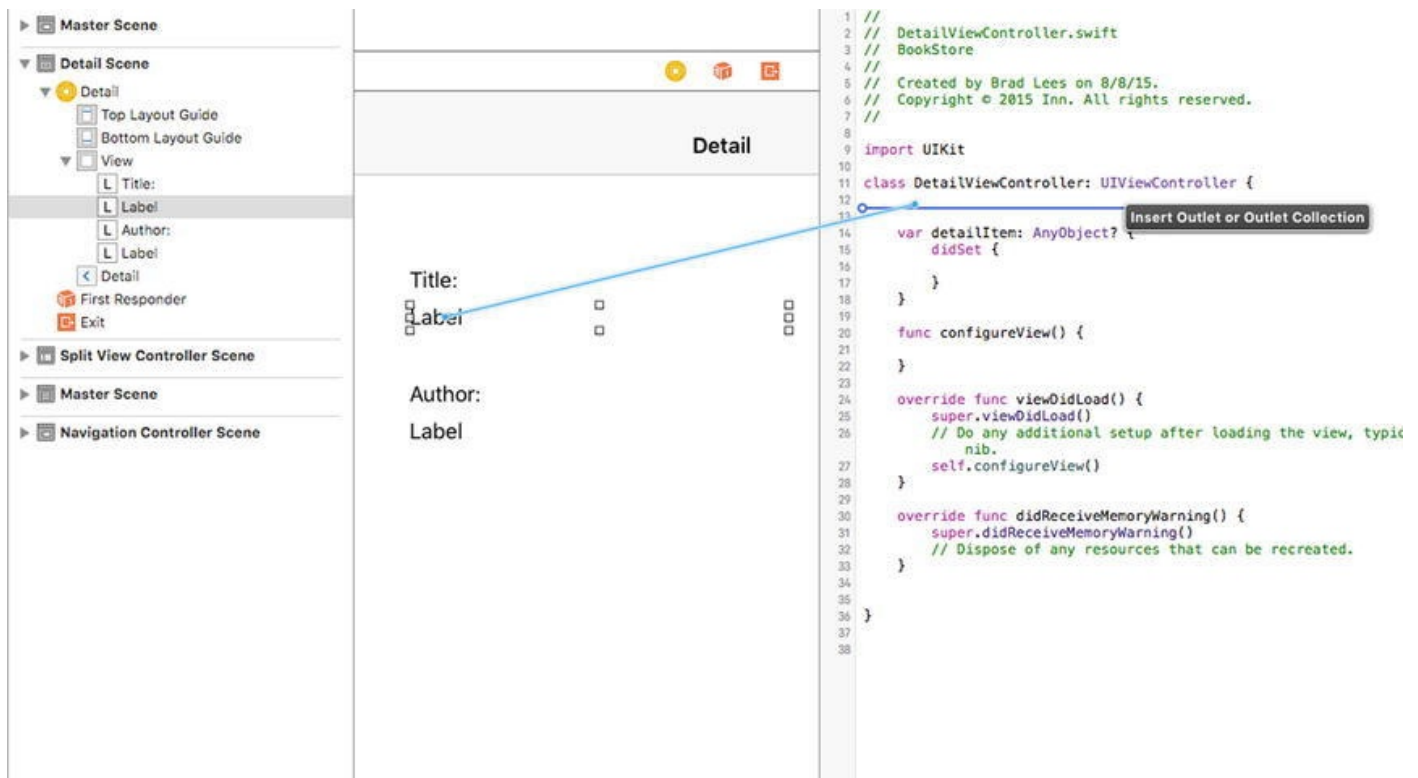 Master Scene
Detail Scene
Detail
Top Layout Guide
Bottom Layout Guide
View
L Title:
L Label
L Author:
L Label
Detail
First Responder
Exit
Split View Controller Scene
Master Scene
Navigation Controller Scene
Detail
Title:
Label
Author:
Label
1 //
2 // DetailViewController.swift
3 // BookStore
4 //
5 // Created by Brad Lees on 8/8/15.
6 // Copyright © 2015 Inn. All rights reserved.
7 //
8
9 import UIKit
10
11 class DetailViewController: UIViewController {
12
13
Insert Outlet or Outlet Collection
14 var detailItem: AnyObject? {
15 didSet {
16
17 }
18 }
19
20 func configureView() {
21
22 }
23
24 override func viewDidLoad() {
25 super.viewDidLoad()
26 // Do any additional setup after loading the view, typic
nib.
27 self.configureView()
28 }
29
30 override func didReceiveMemoryWarning() {
31 super.didReceiveMemoryWarning()
32 // Dispose of any resources that can be recreated.
33 }
34
35
36 }
37
38